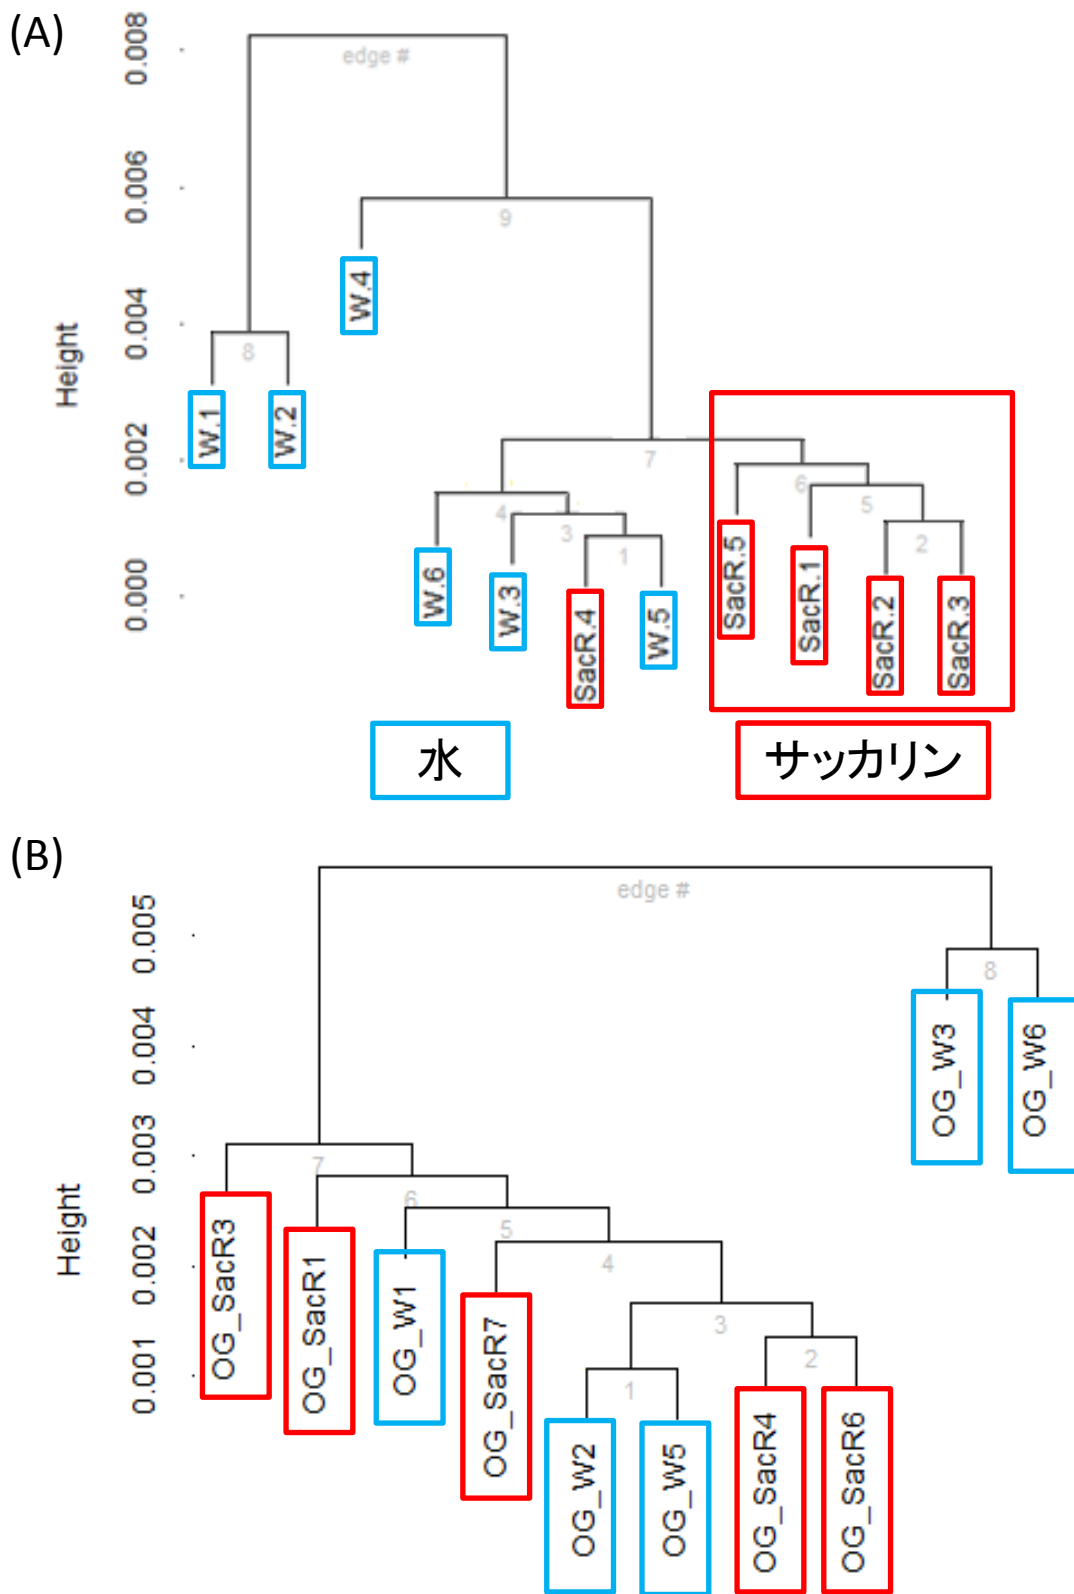 (A)
0.008
0.006
0.004
0.002
0.000
Height
edge #
9
W.4
8
W.1
W.2
7
6
5
4
3
1
2
W.6
W.3
SacR.4
W.5
SacR.5
SacR.1
SacR.2
SacR.3
水
サッカリン
(B)
0.005
0.004
0.003
0.002
0.001
Height
edge #
8
OG_W3
OG_W6
7
6
5
4
3
2
1
OG_SacR3
OG_SacR1
OG_W1
OG_SacR7
OG_W2
OG_W5
OG_SacR4
OG_SacR6